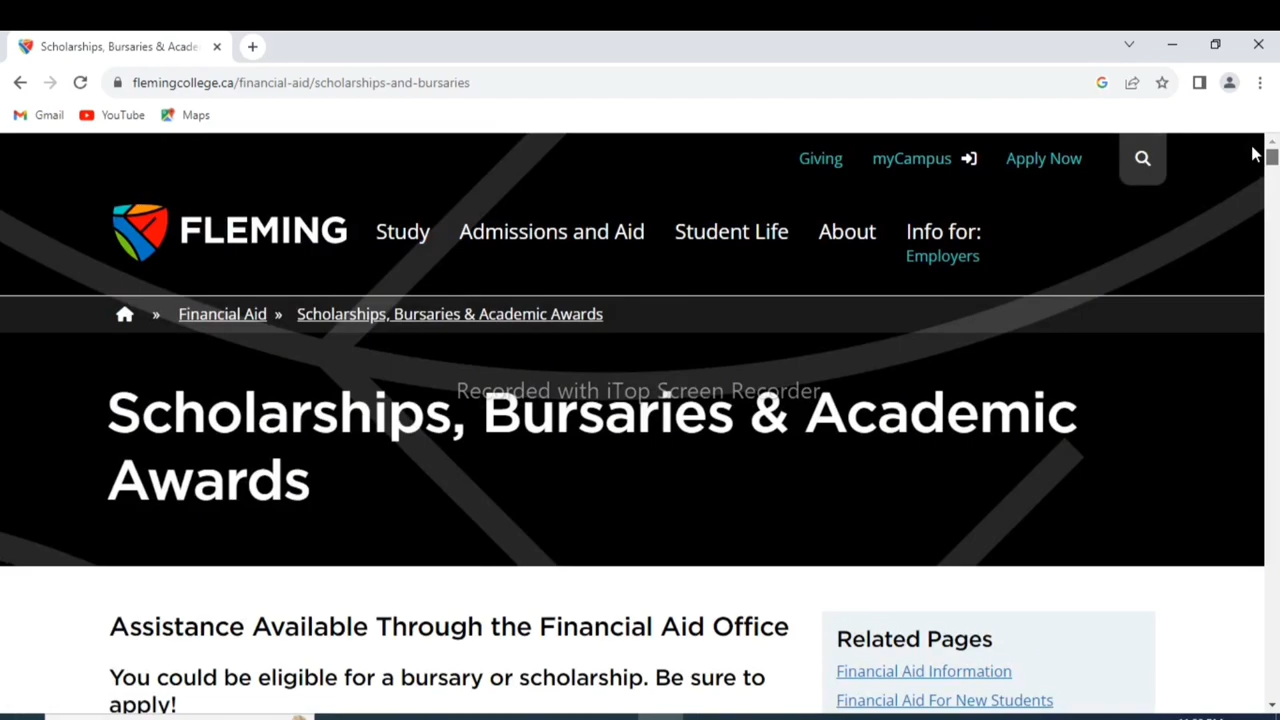 Scholarships, Bursaries & Acade
flemingcollege.ca/financial-aid/scholarships-and-bursaries
Gmail YouTube Maps
Giving myCampus Apply Now
FLEMING Study Admissions and Aid Student Life About Info for:
Employers
» Financial Aid » Scholarships, Bursaries & Academic Awards
Recorded with iTop Screen Recorder
Scholarships, Bursaries & Academic
Awards
Assistance Available Through the Financial Aid Office
You could be eligible for a bursary or scholarship. Be sure to
apply!
Related Pages
Financial Aid Information
Financial Aid For New Students